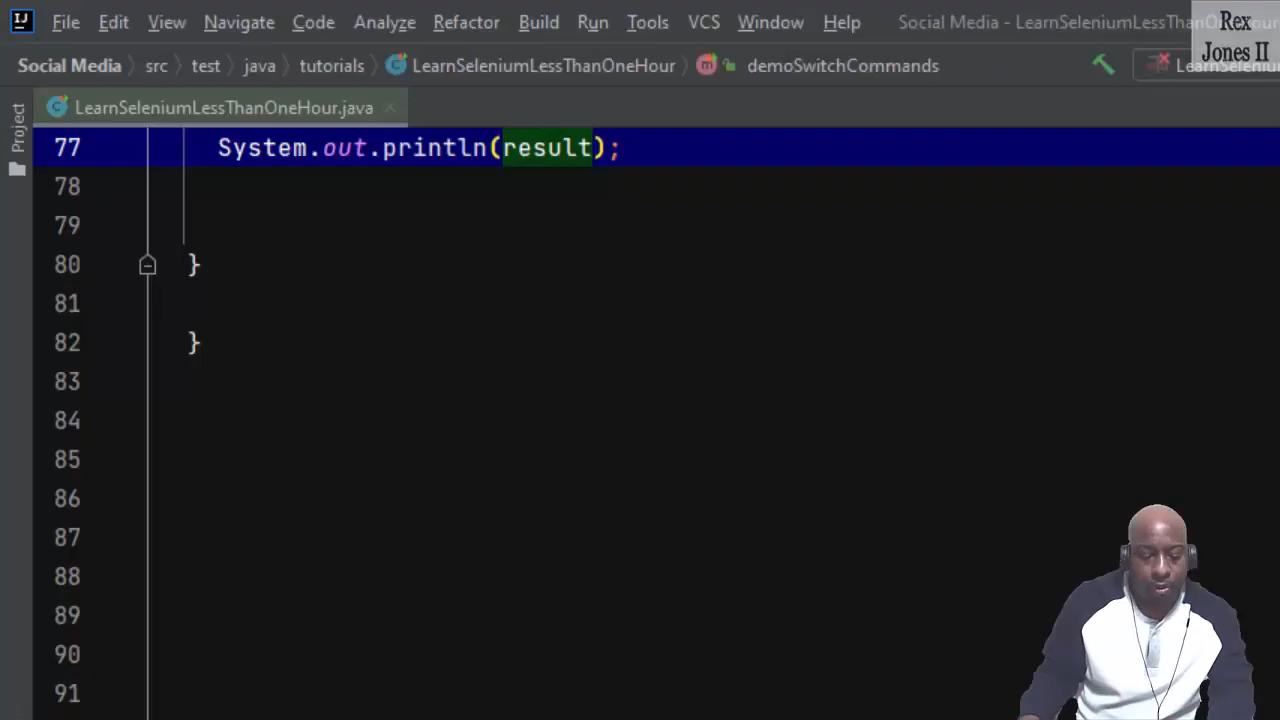 File Edit View Navigate Code Analyze Refactor Build Run Tools VCS Window Help Social Media - LearnSeleniumLessThanOneHour
Rex
Jones II
Social Media src test java tutorials LearnSeleniumLessThanOneHour demoSwitchCommands
LearnSeleniumLessThanOneHour.java
Project
77 System.out.println(result);
78
79
80 }
81
82 }
83
84
85
86
87
88
89
90
91